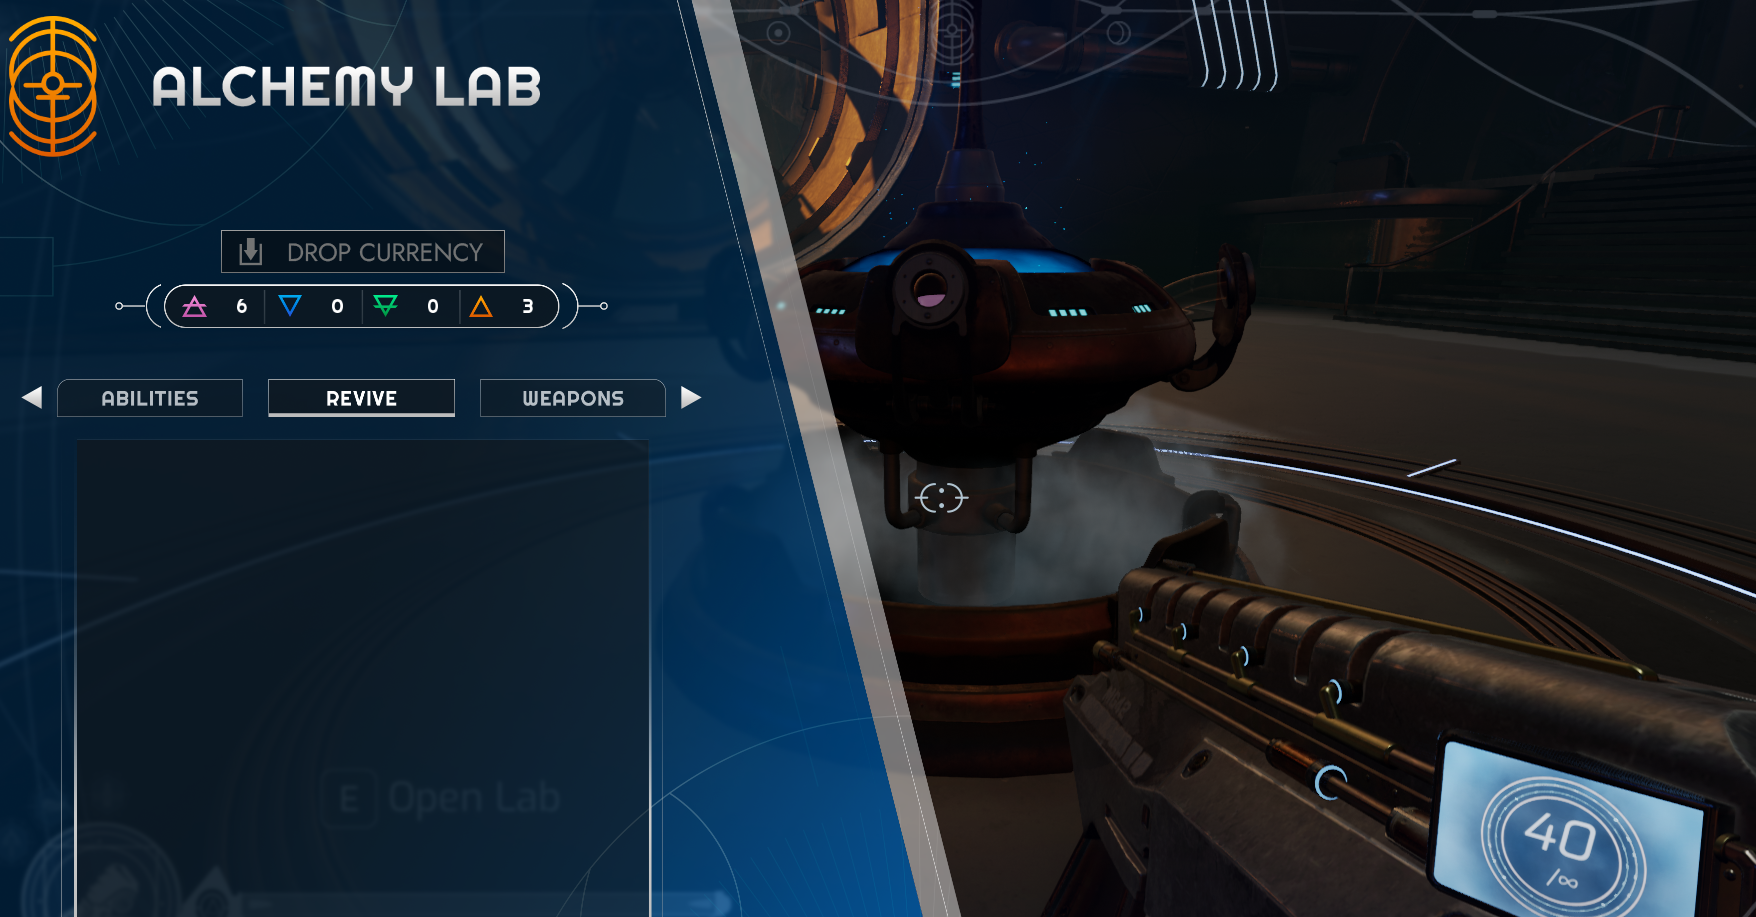 ALCHEMY LAB
DROP CURRENCY
6 0 0 3
ABILITIES REVIVE WEAPONS
E Open Lab
40
/∞